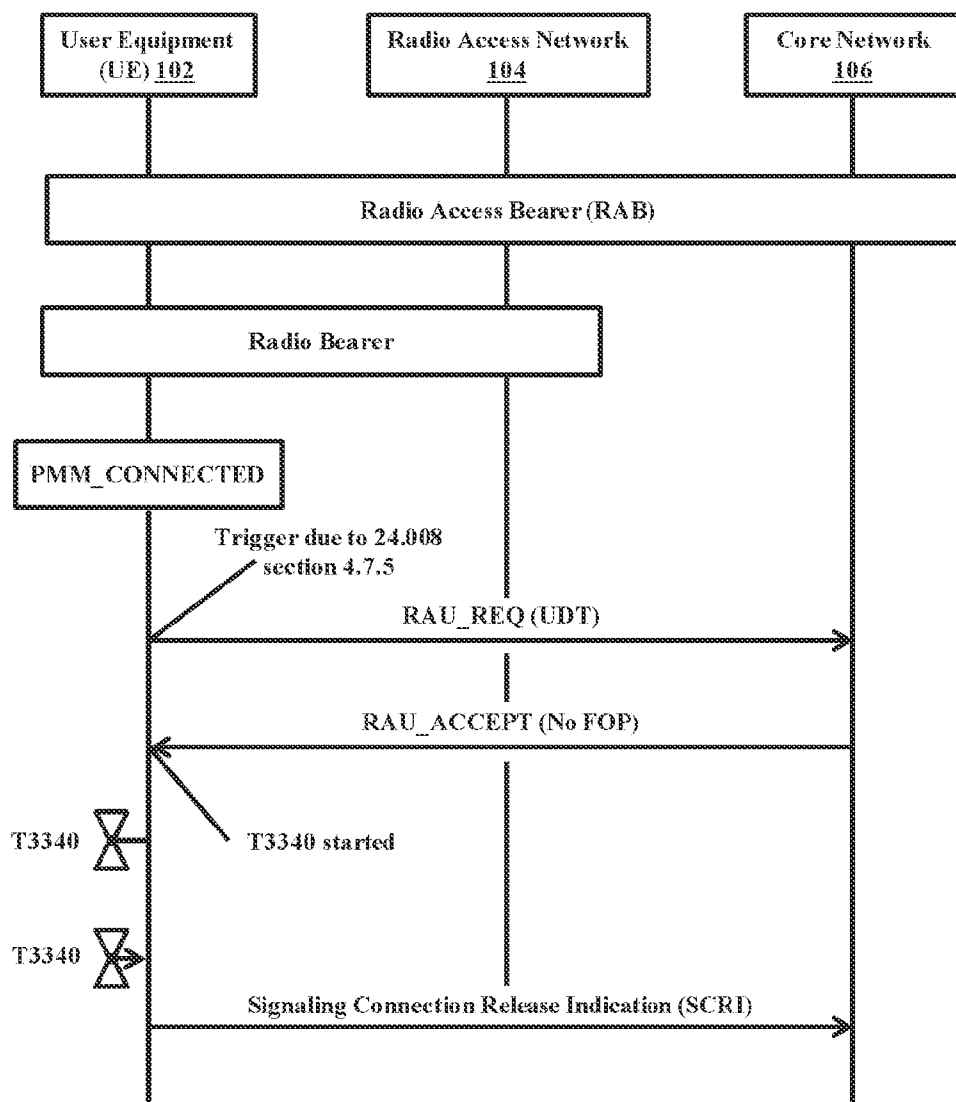 User Equipment
(UE) 102
Radio Access Network
104
Core Network
106
Radio Access Bearer (RAB)
Radio Bearer
PMM_CONNECTED
Trigger due to 24.008
section 4.7.5
RAU_REQ (UDT)
RAU_ACCEPT (No FOP)
T3340
T3340 started
T3340
Signaling Connection Release Indication (SCRI)